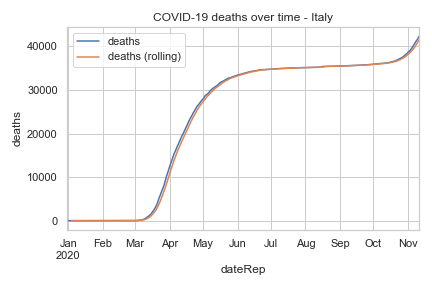 COVID-19 deaths over time - Italy
deaths
deaths (rolling)
deaths
40000
30000
20000
10000
0
Jan Feb Mar Apr May Jun Jul Aug Sep Oct Nov
2020
dateRep